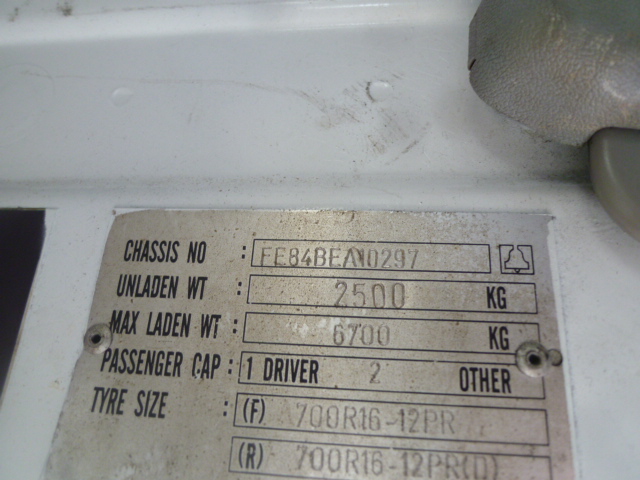 CHASSIS NO : FE84BEA10297
UNLADEN WT : 2500 KG
MAX LADEN WT : 6700 KG
PASSENGER CAP : 1 DRIVER 2 OTHER
TYRE SIZE : (F) 700R16-12PR
(R) 700R16-12PR(D)